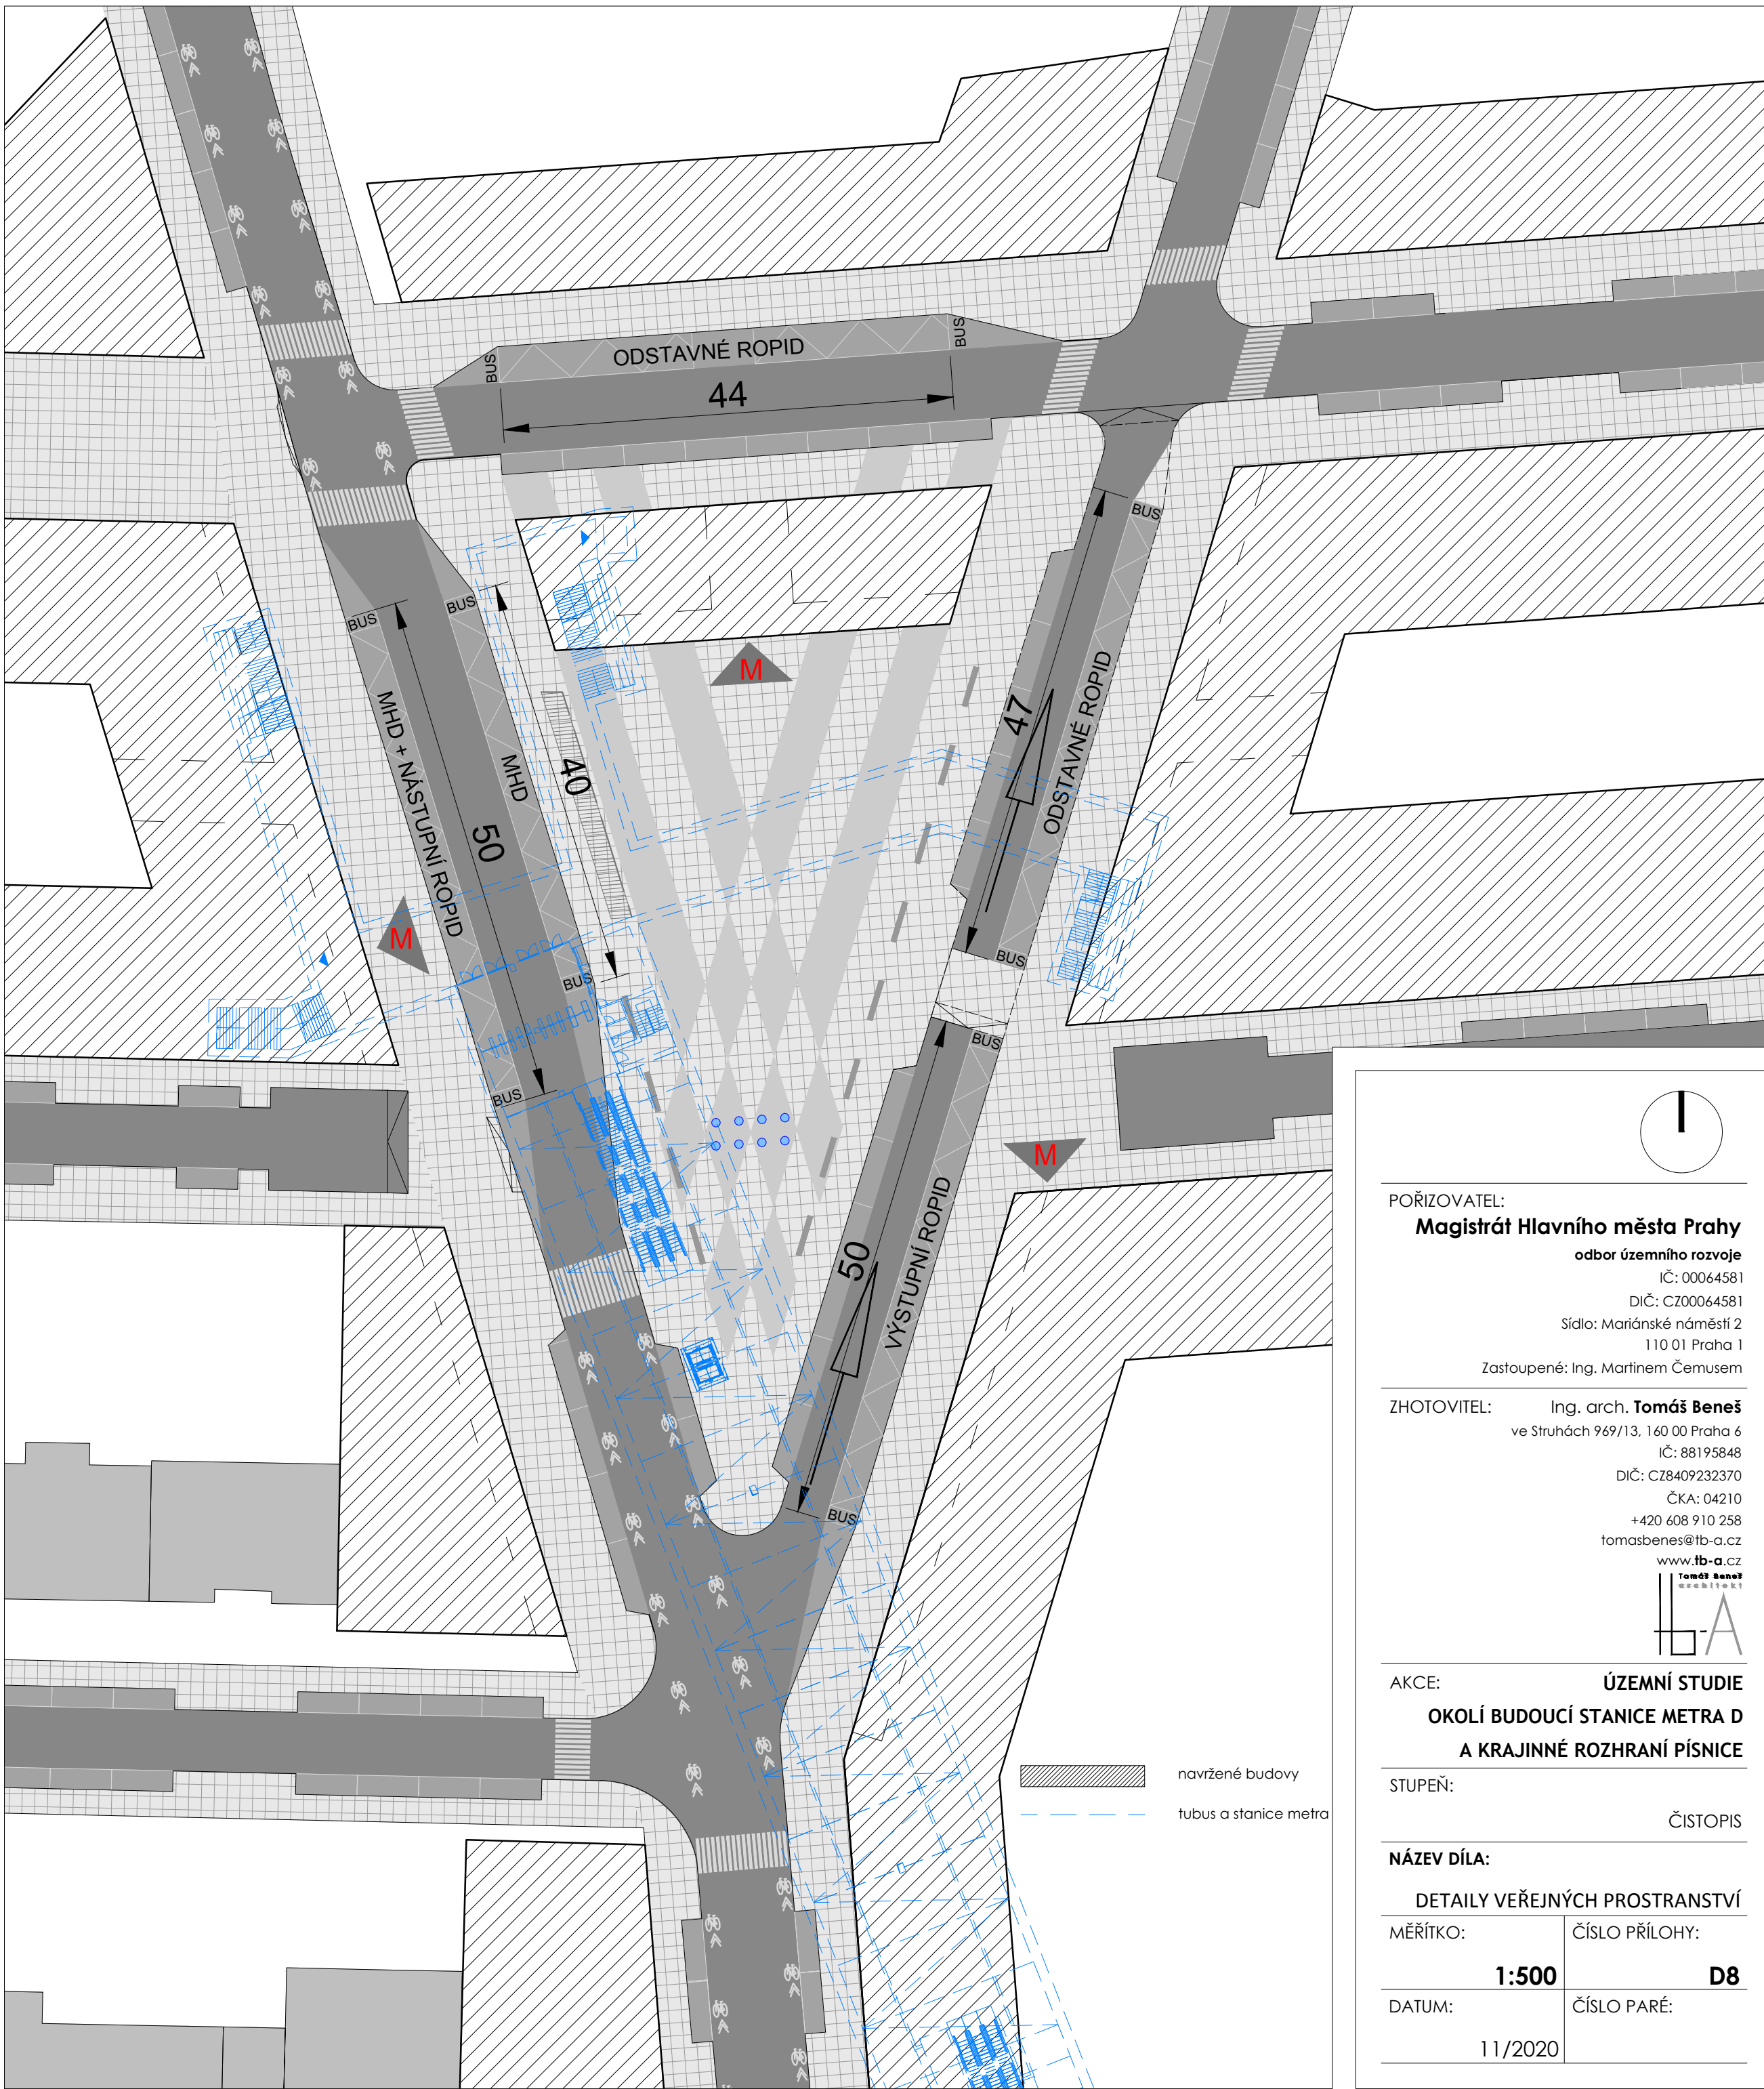 BUS
ODSTAVNÉ ROPID
BUS
44
BUS
BUS
MHD + NÁSTUPNÍ ROPID
50
MHD
40
BUS
BUS
M
M
M
BUS
47
ODSTAVNÉ ROPID
BUS
BUS
50
VÝSTUPNÍ ROPID
BUS
navržené budovy
tubus a stanice metra
POŘIZOVATEL:
Magistrát Hlavního města Prahy
odbor územního rozvoje
IČ: 00064581
DIČ: CZ00064581
Sídlo: Mariánské náměstí 2
110 01 Praha 1
Zastoupené: Ing. Martinem Čemusem
ZHOTOVITEL: Ing. arch. Tomáš Beneš
ve Struhách 969/13, 160 00 Praha 6
IČ: 88195848
DIČ: CZ8409232370
ČKA: 04210
+420 608 910 258
tomasbenes@tb-a.cz
www.tb-a.cz
Tomáš Beneš
architekt
tbA
AKCE: ÚZEMNÍ STUDIE
OKOLÍ BUDOUCÍ STANICE METRA D
A KRAJINNÉ ROZHRANÍ PÍSNICE
STUPEŇ:
ČISTOPIS
NÁZEV DÍLA:
DETAILY VEŘEJNÝCH PROSTRANSTVÍ
MĚŘÍTKO: ČÍSLO PŘÍLOHY:
1:500 D8
DATUM: ČÍSLO PARÉ:
11/2020